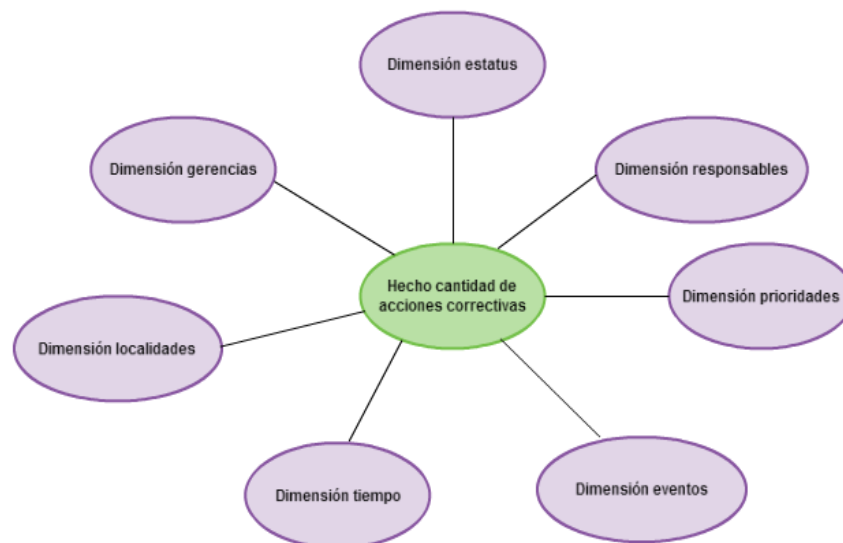 Dimensión estatus
Dimensión gerencias
Dimensión responsables
Hecho cantidad de
acciones correctivas
Dimensión prioridades
Dimensión localidades
Dimensión tiempo
Dimensión eventos